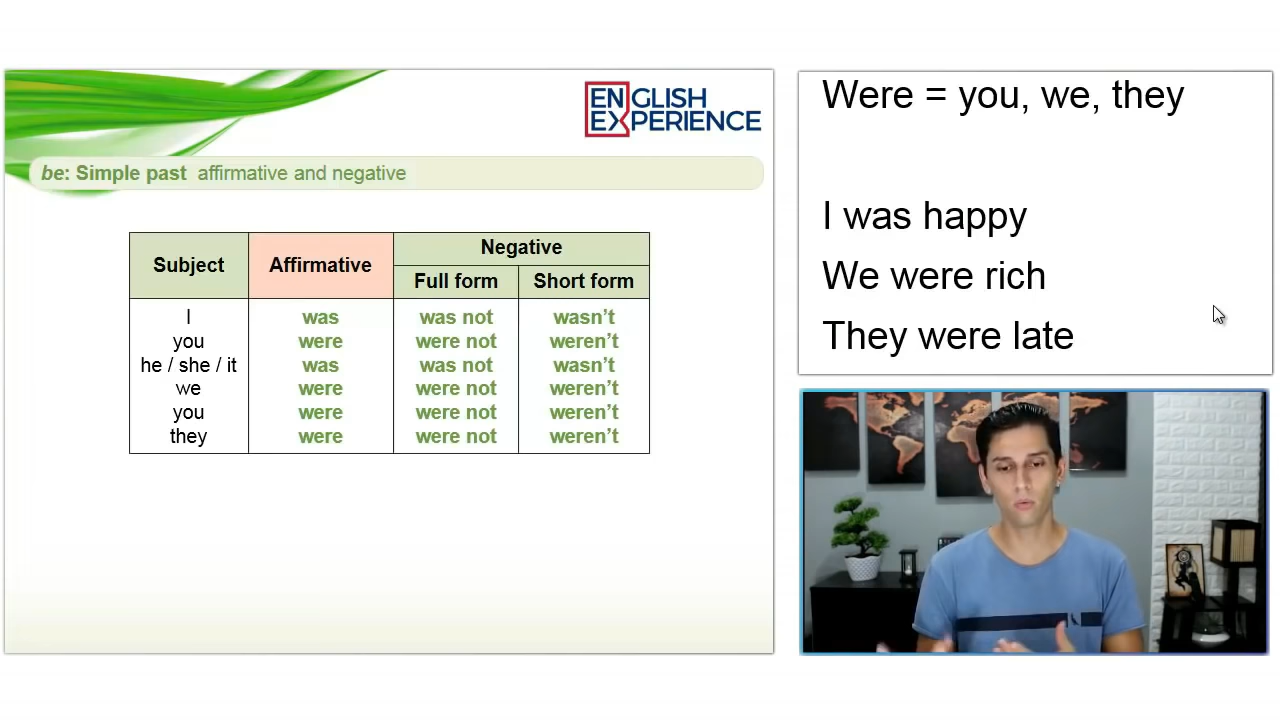 ENGLISH
EXPERIENCE
be: Simple past affirmative and negative
Subject Affirmative Negative
Full form Short form
I was was not wasn’t
you were were not weren’t
he / she / it was was not wasn’t
we were were not weren’t
you were were not weren’t
they were were not weren’t
Were = you, we, they
I was happy
We were rich
They were late